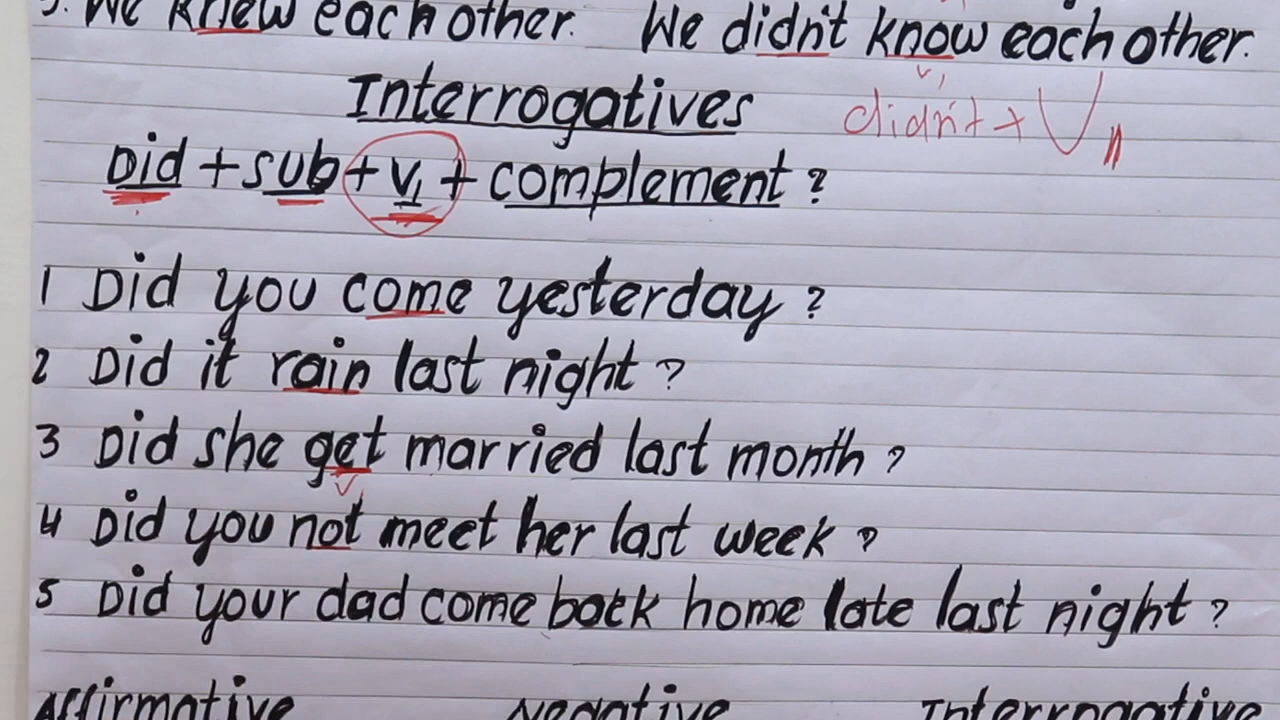 We knew each other. We didn't know each other.
Interrogatives
didn't + V1
Did + sub + V1 + complement ?
1 Did you come yesterday ?
2 Did it rain last night ?
3 Did she get married last month ?
4 Did you not meet her last week ?
5 Did your dad come back home late last night ?
Affirmative Negative Interrogative